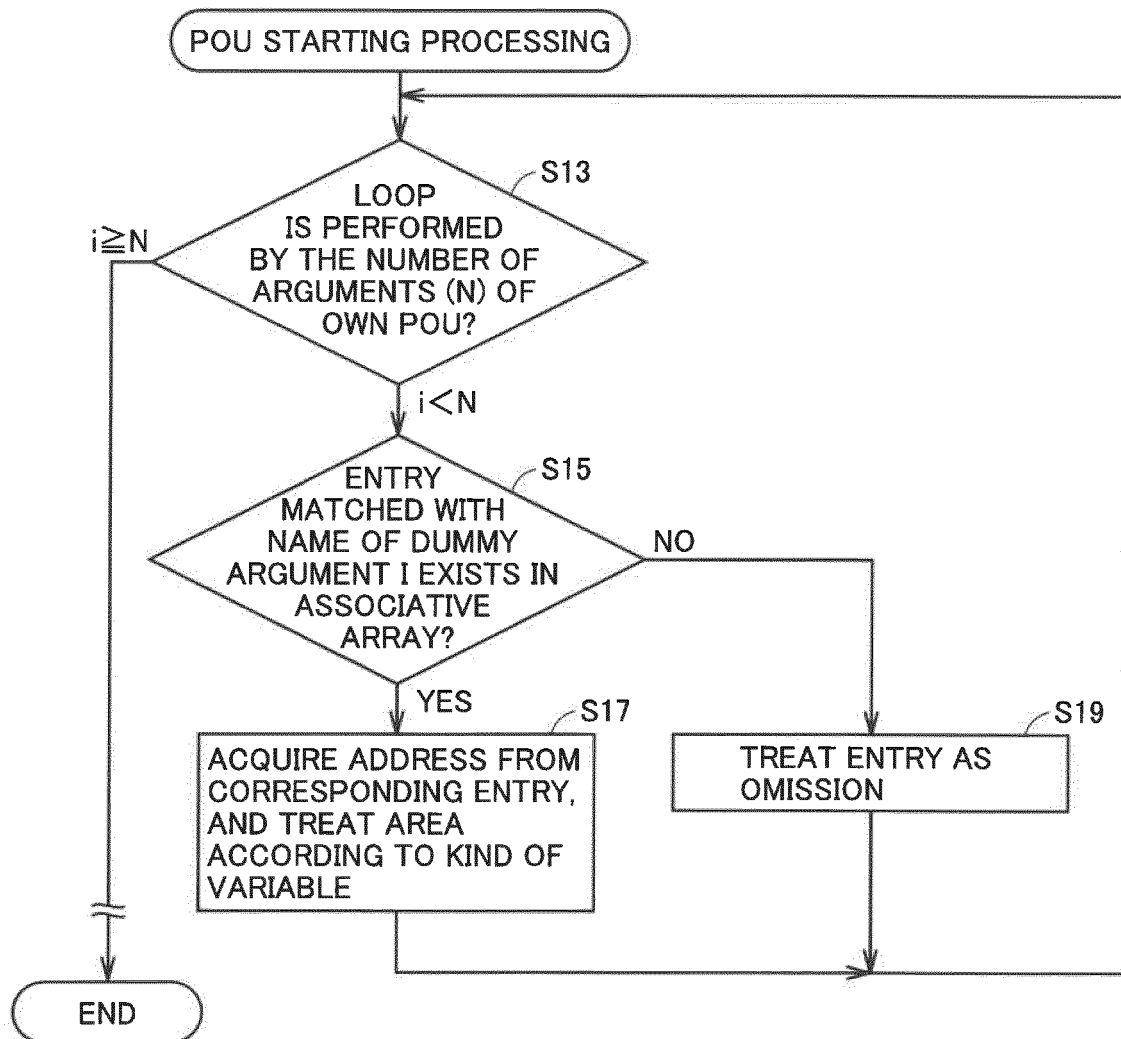 POU STARTING PROCESSING
S13
LOOP
IS PERFORMED
BY THE NUMBER OF
ARGUMENTS (N) OF
OWN POU?
i≧N
i<N
S15
ENTRY
MATCHED WITH
NAME OF DUMMY
ARGUMENT I EXISTS IN
ASSOCIATIVE
ARRAY?
NO
YES
S17
ACQUIRE ADDRESS FROM
CORRESPONDING ENTRY,
AND TREAT AREA
ACCORDING TO KIND OF
VARIABLE
S19
TREAT ENTRY AS
OMISSION
END